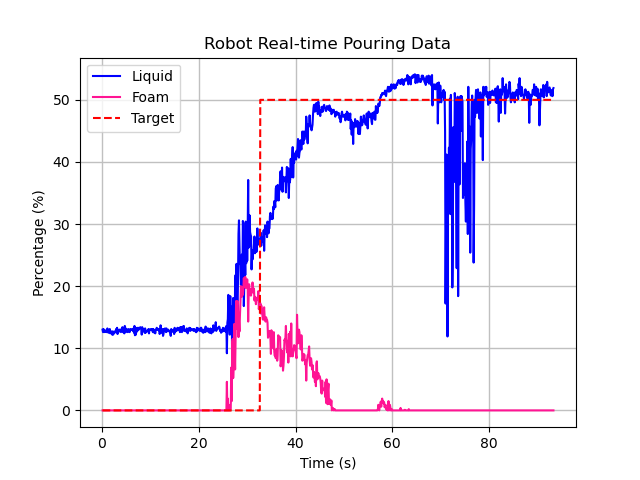 Robot Real-time Pouring Data
Liquid
Foam
Target
Percentage (%)
50
40
30
20
10
0
0 20 40 60 80
Time (s)